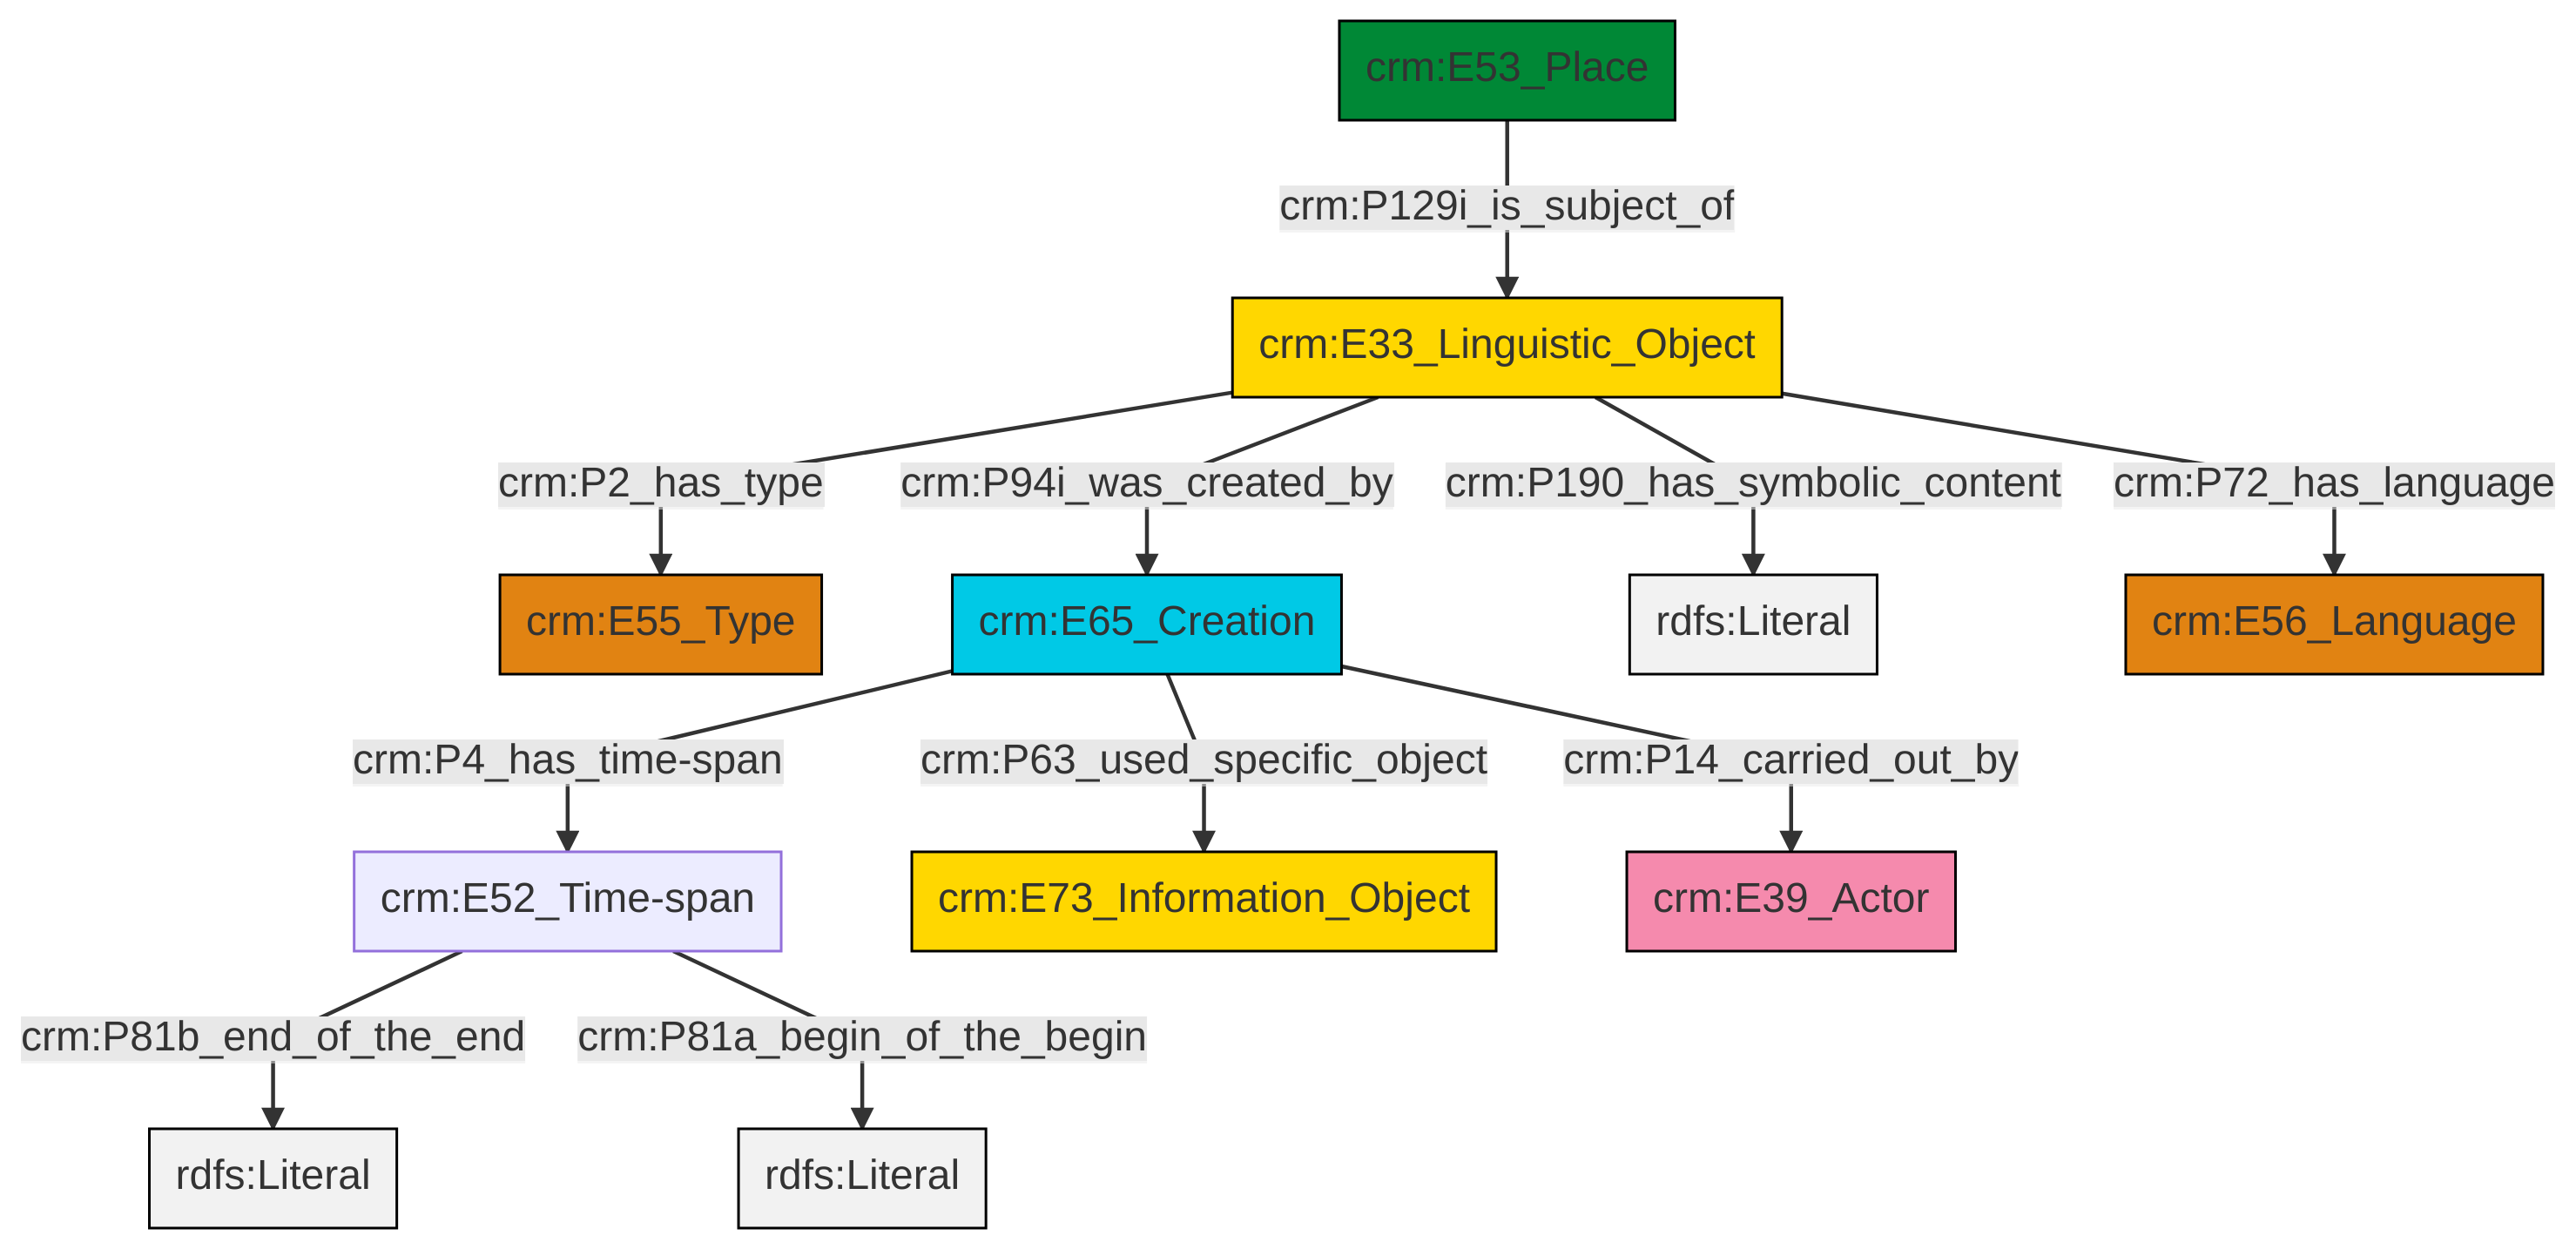 crm:E53_Place
crm:P129i_is_subject_of
crm:E33_Linguistic_Object
crm:P2_has_type
crm:P94i_was_created_by
crm:P190_has_symbolic_content
crm:P72_has_language
crm:E55_Type
crm:E65_Creation
rdfs:Literal
crm:E56_Language
crm:P4_has_time-span
crm:P63_used_specific_object
crm:P14_carried_out_by
crm:E52_Time-span
crm:E73_Information_Object
crm:E39_Actor
crm:P81b_end_of_the_end
crm:P81a_begin_of_the_begin
rdfs:Literal
rdfs:Literal